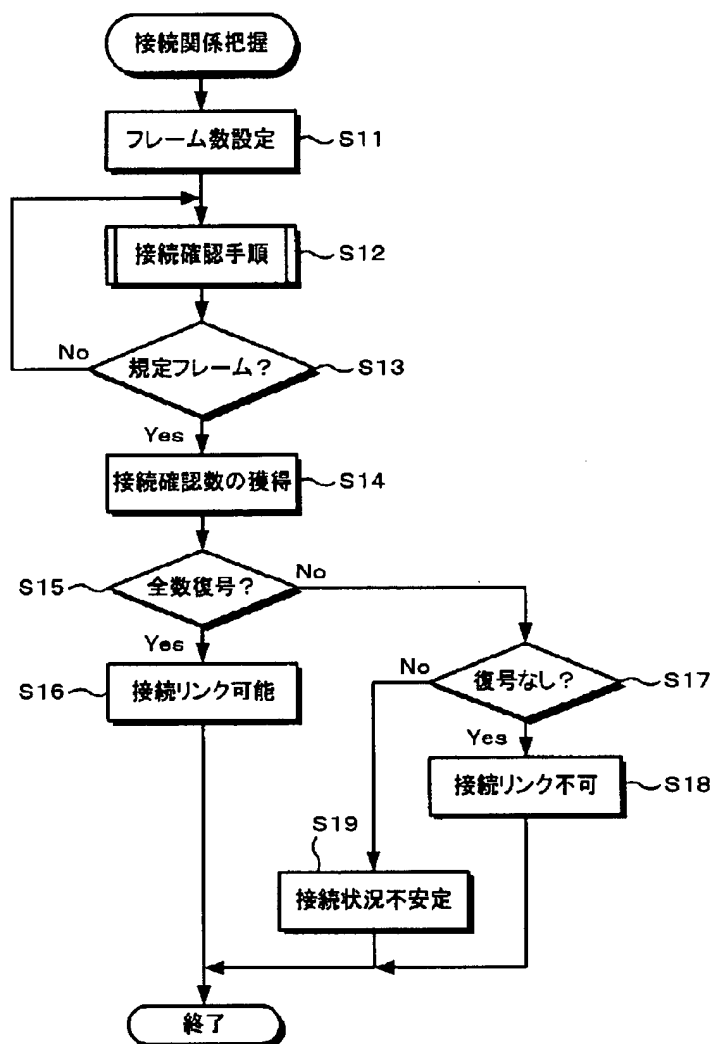 接続関係把握
フレーム数設定
S11
接続確認手順
S12
No
規定フレーム?
S13
Yes
接続確認数の獲得
S14
S15
全数復号?
No
Yes
No
復号なし?
S17
S16
接続リンク可能
Yes
接続リンク不可
S18
S19
接続状況不安定
終了